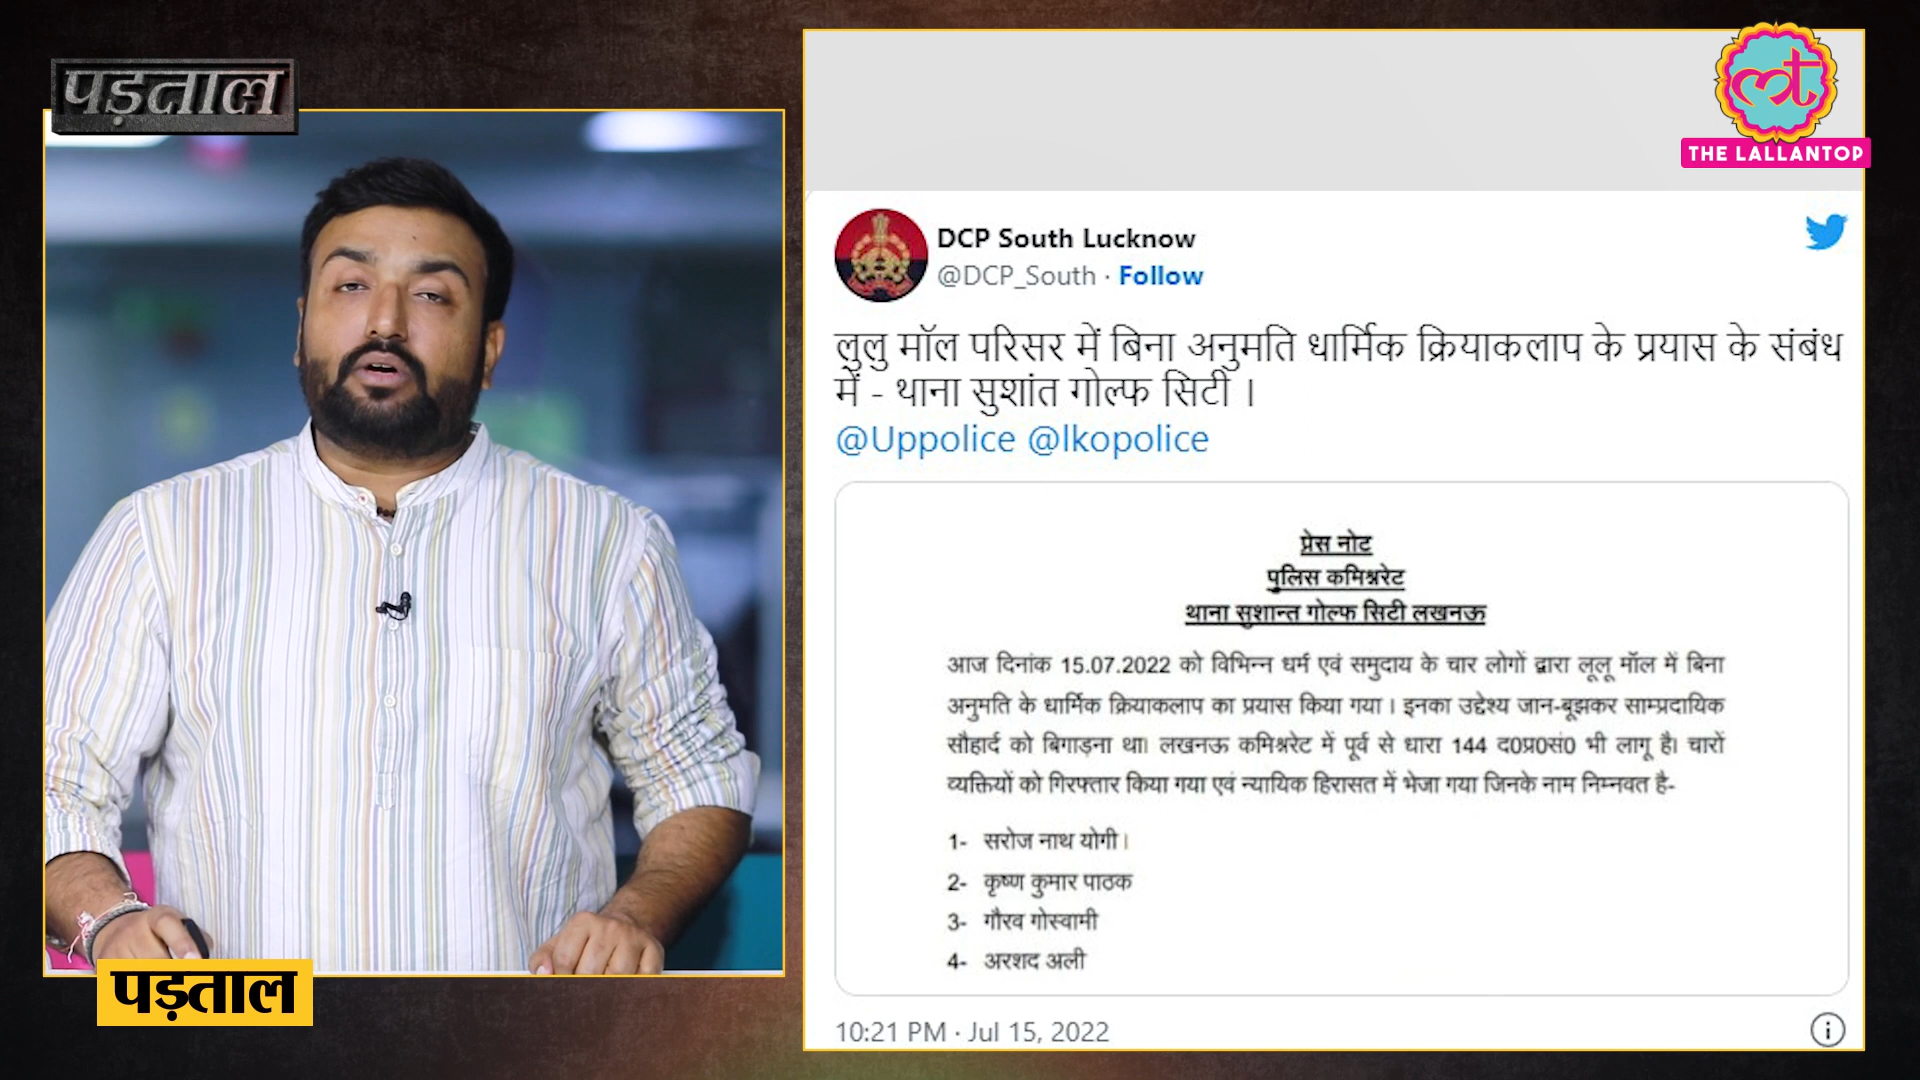 पड़ताल
THE LALLANTOP
DCP South Lucknow
@DCP_South · Follow
लुलु मॉल परिसर में बिना अनुमति धार्मिक क्रियाकलाप के प्रयास के संबंध
में - थाना सुशांत गोल्फ सिटी ।
@Uppolice @lkopolice
प्रेस नोट
पुलिस कमिश्नरेट
थाना सुशान्त गोल्फ सिटी लखनऊ
आज दिनांक 15.07.2022 को विभिन्न धर्म एवं समुदाय के चार लोगों द्वारा लूलू मॉल में बिना
अनुमति के धार्मिक क्रियाकलाप का प्रयास किया गया । इनका उद्देश्य जान-बूझकर साम्प्रदायिक
सौहार्द को बिगाड़ना था। लखनऊ कमिश्नरेट में पूर्व से धारा 144 द0प्र0सं0 भी लागू है। चारों
व्यक्तियों को गिरफ्तार किया गया एवं न्यायिक हिरासत में भेजा गया जिनके नाम निम्नवत है-
1- सरोज नाथ योगी।
2- कृष्ण कुमार पाठक
3- गौरव गोस्वामी
4- अरशद अली
10:21 PM · Jul 15, 2022
पड़ताल